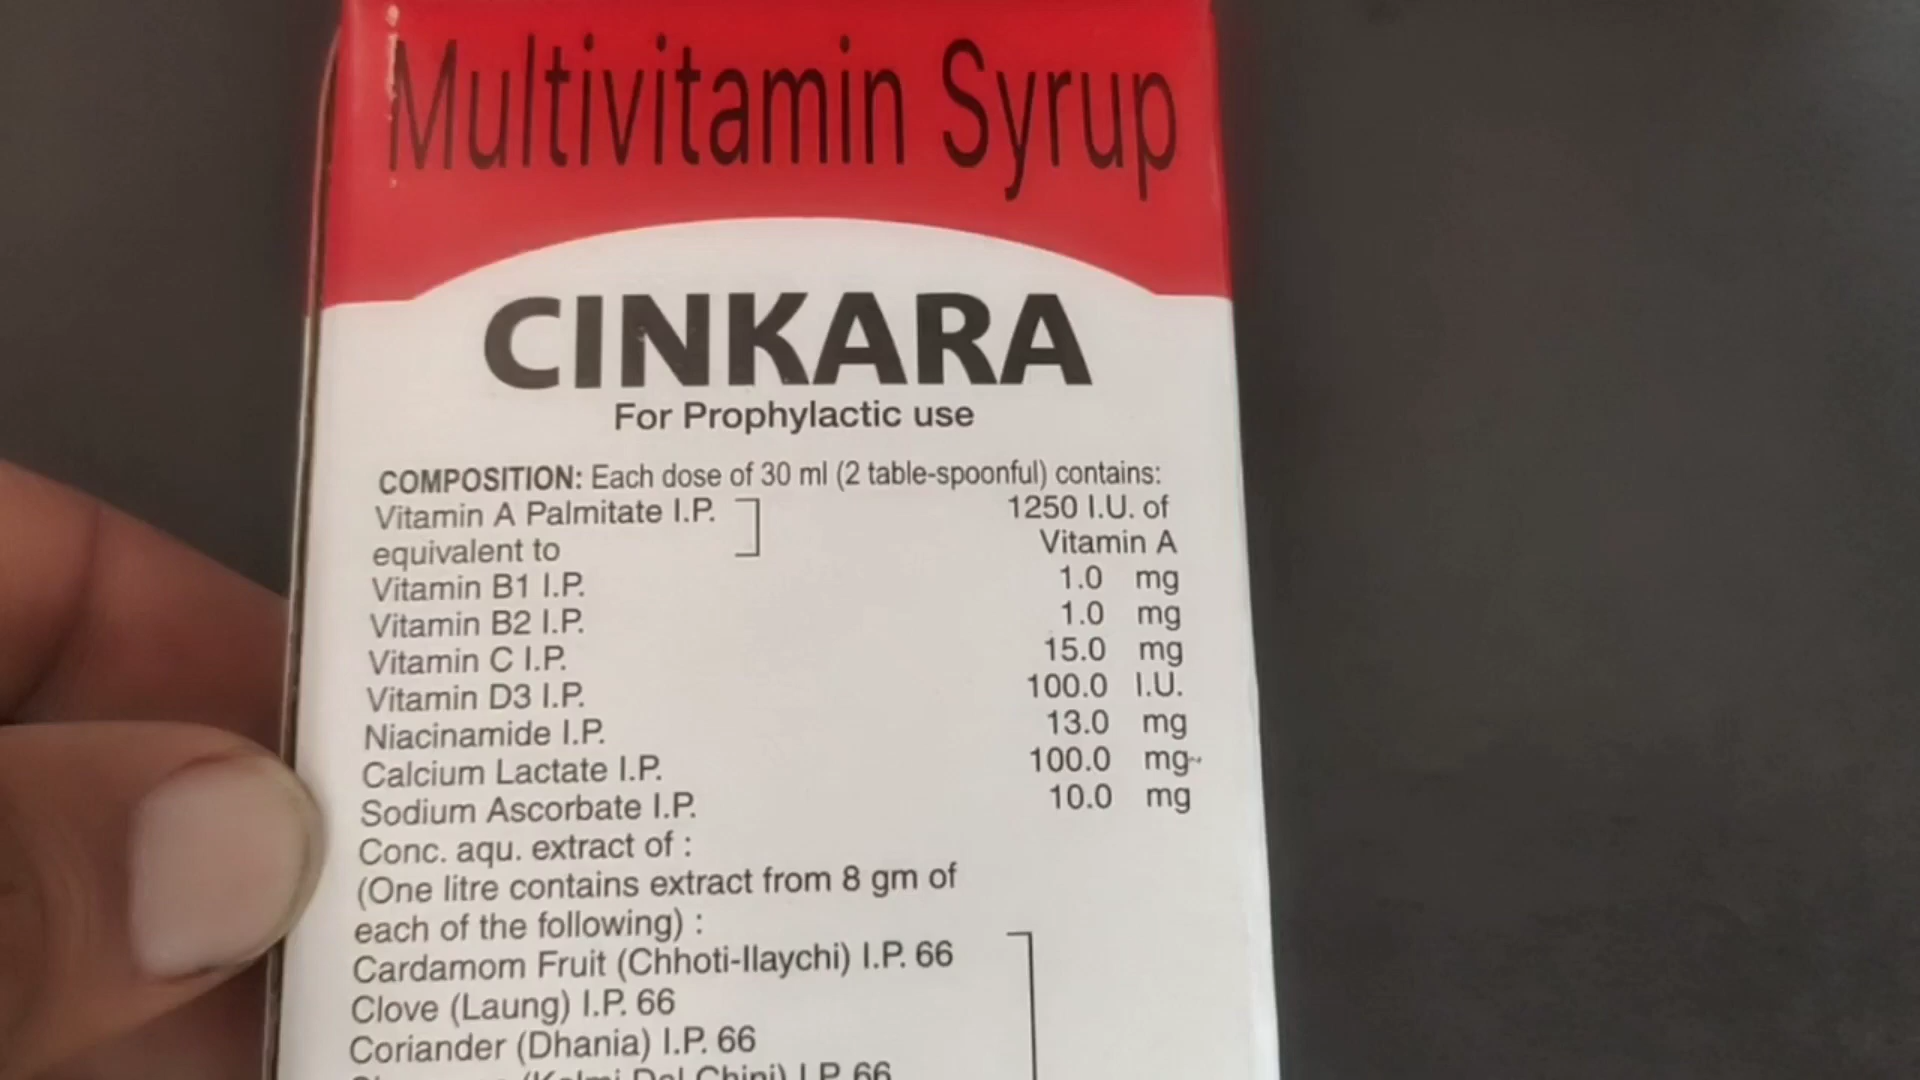 Multivitamin Syrup
CINKARA
For Prophylactic use
COMPOSITION: Each dose of 30 ml (2 table-spoonful) contains:
Vitamin A Palmitate I.P. 1250 I.U. of
equivalent to Vitamin A
Vitamin B1 I.P. 1.0 mg
Vitamin B2 I.P. 1.0 mg
Vitamin C I.P. 15.0 mg
Vitamin D3 I.P. 100.0 I.U.
Niacinamide I.P. 13.0 mg
Calcium Lactate I.P. 100.0 mg
Sodium Ascorbate I.P. 10.0 mg
Conc. aqu. extract of :
(One litre contains extract from 8 gm of
each of the following) :
Cardamom Fruit (Chhoti-Ilaychi) I.P. 66
Clove (Laung) I.P. 66
Coriander (Dhania) I.P. 66
Dal Chini) I.P. 66